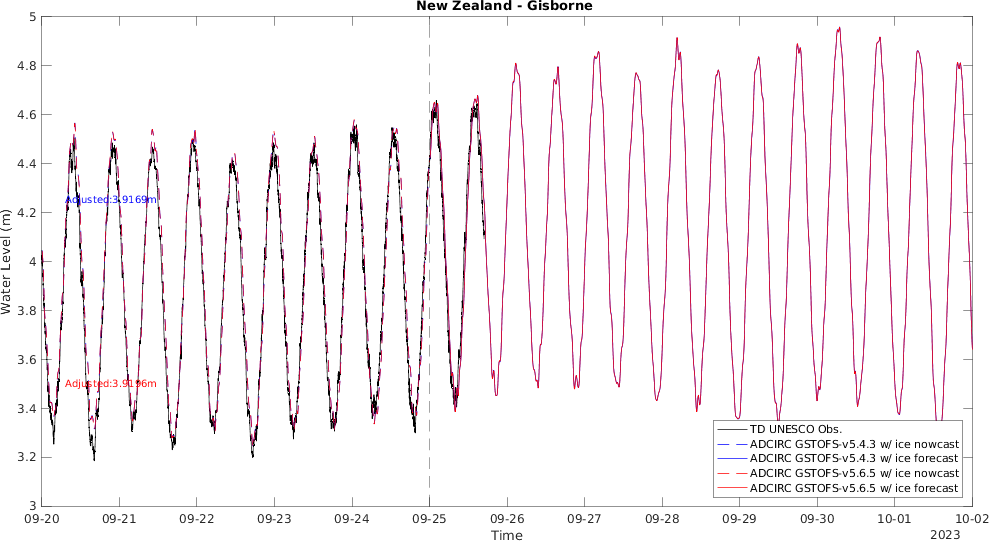 New Zealand - Gisborne
5
4.8
4.6
4.4
4.2
4
3.8
3.6
3.4
3.2
3
Water Level (m)
Adjusted:3.9169m
Adjusted:3.9196m
TD UNESCO Obs.
ADCIRC GSTOFS-v5.4.3 w/ ice nowcast
ADCIRC GSTOFS-v5.4.3 w/ ice forecast
ADCIRC GSTOFS-v5.6.5 w/ ice nowcast
ADCIRC GSTOFS-v5.6.5 w/ ice forecast
09-20 09-21 09-22 09-23 09-24 09-25 09-26 09-27 09-28 09-29 09-30 10-01 10-02
Time
2023